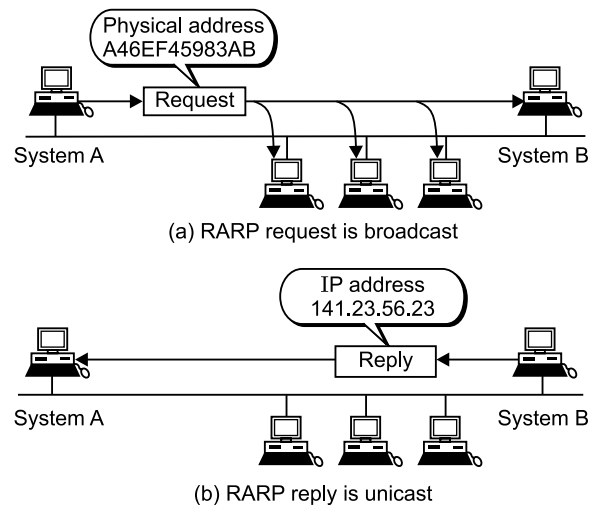 Physical address
A46EF45983AB
Request
System A
System B
(a) RARP request is broadcast
IP address
141.23.56.23
Reply
System A
System B
(b) RARP reply is unicast